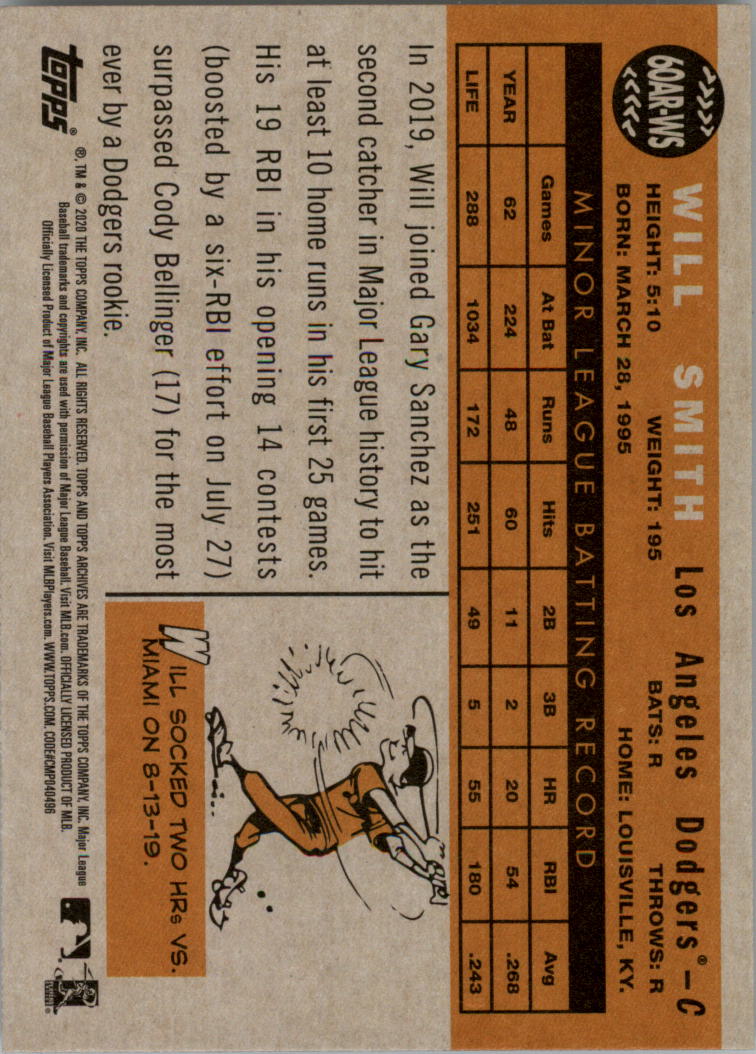 60AR-WS
WILL SMITH Los Angeles Dodgers® – C
HEIGHT: 5:10 WEIGHT: 195 BATS: R THROWS: R
BORN: MARCH 28, 1995 HOME: LOUISVILLE, KY.
MINOR LEAGUE BATTING RECORD
Games At Bat Runs Hits 2B 3B HR RBI Avg
YEAR 62 224 48 60 11 2 20 54 .268
LIFE 288 1034 172 251 49 5 55 180 .243
In 2019, Will joined Gary Sanchez as the
second catcher in Major League history to hit
at least 10 home runs in his first 25 games.
His 19 RBI in his opening 14 contests
(boosted by a six-RBI effort on July 27)
surpassed Cody Bellinger (17) for the most
ever by a Dodgers rookie.
WILL SOCKED TWO HRs VS.
MIAMI ON 8-13-19.
topps®
®, TM & © 2020 THE TOPPS COMPANY, INC. ALL RIGHTS RESERVED. TOPPS AND TOPPS ARCHIVES ARE TRADEMARKS OF THE TOPPS COMPANY, INC. Major League
Baseball trademarks and copyrights are used with permission of Major League Baseball. Visit MLB.com. OFFICIALLY LICENSED PRODUCT OF MLB.
Officially Licensed Product of Major League Baseball Players Association. Visit MLBPlayers.com. WWW.TOPPS.COM. CODE#CMP040496